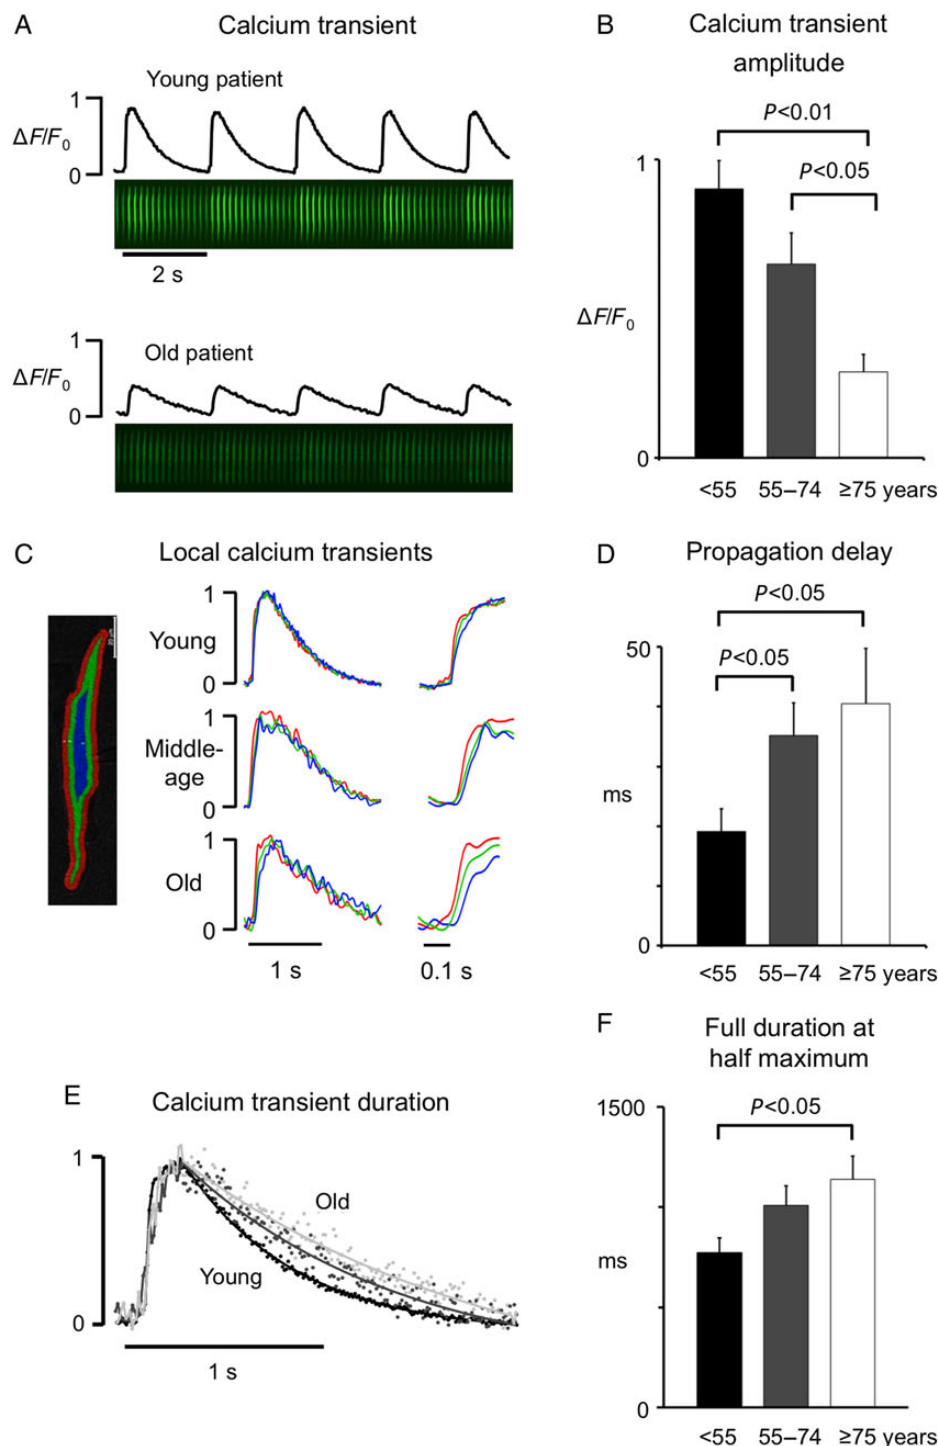 A
Calcium transient
Young patient
1
ΔF/F₀
0
2 s
Old patient
1
ΔF/F₀
0
B
Calcium transient
amplitude
P<0.01
P<0.05
1
ΔF/F₀
0
<55 55–74 ≥75 years
C
Local calcium transients
1
Young
0
1
Middle-
age
0
1
Old
0
1 s 0.1 s
D
Propagation delay
P<0.05
P<0.05
50
ms
0
<55 55–74 ≥75 years
E
Calcium transient duration
1
Old
Young
0
1 s
F
Full duration at
half maximum
1500
P<0.05
ms
0
<55 55–74 ≥75 years